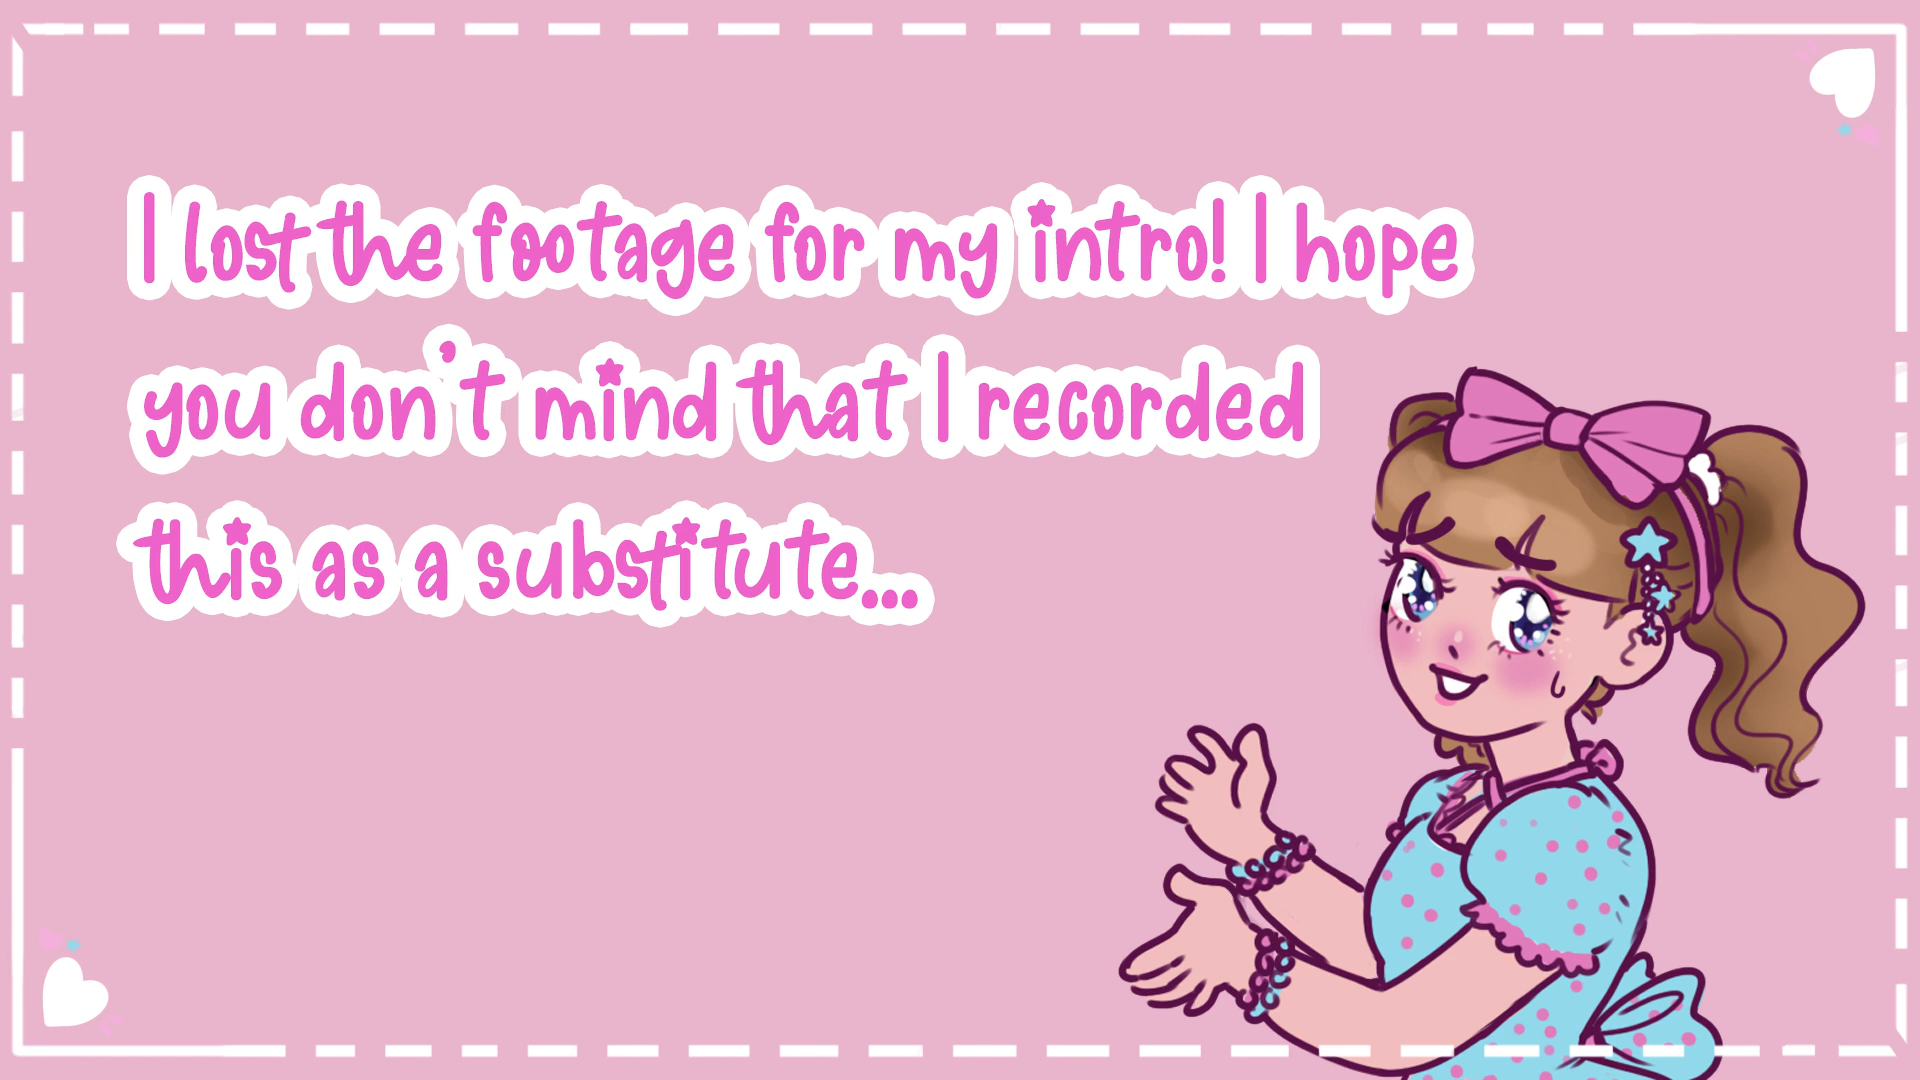 I lost the footage for my intro! I hope
you don't mind that I recorded
this as a substitute...